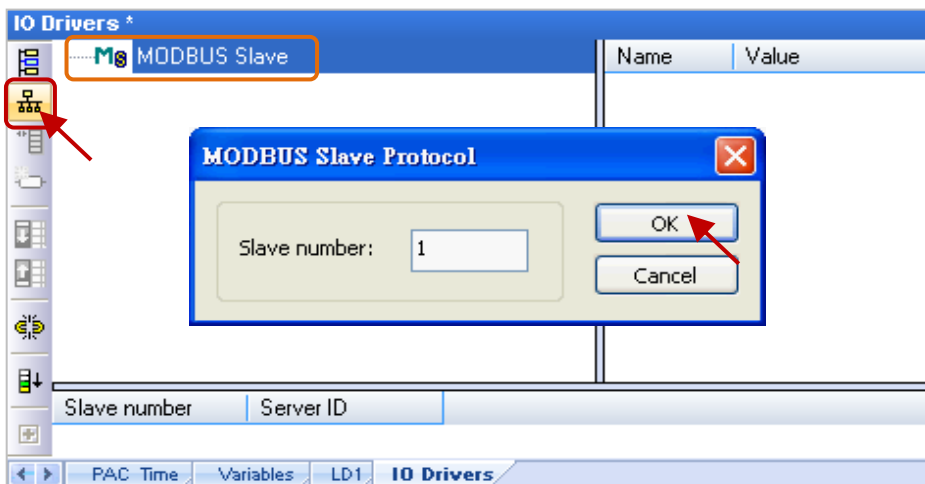 IO Drivers *
MODBUS Slave
Name Value
MODBUS Slave Protocol
Slave number: 1
OK
Cancel
Slave number Server ID
PAC Time Variables LD1 IO Drivers